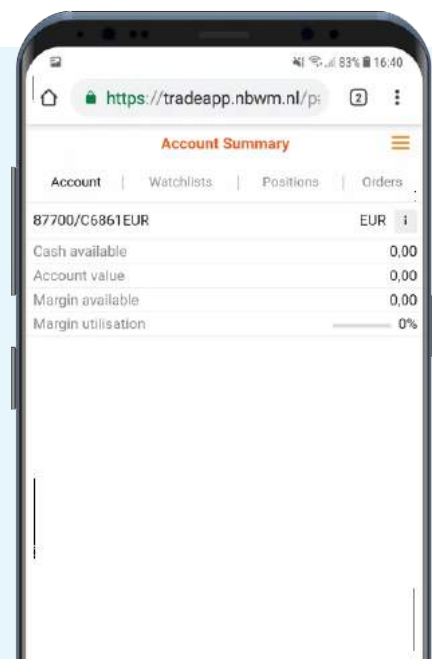 83% 16:40
https://tradeapp.nbwm.nl/p
2
Account Summary
Account | Watchlists | Positions | Orders
87700/C6861EUR EUR i
Cash available 0,00
Account value 0,00
Margin available 0,00
Margin utilisation 0%